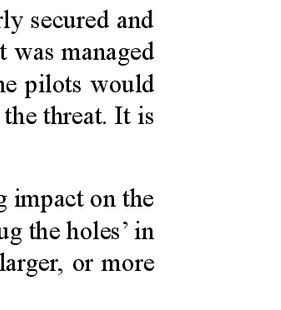 rly secured and
t was managed
ne pilots would
the threat. It is
g impact on the
ug the holes’ in
larger, or more